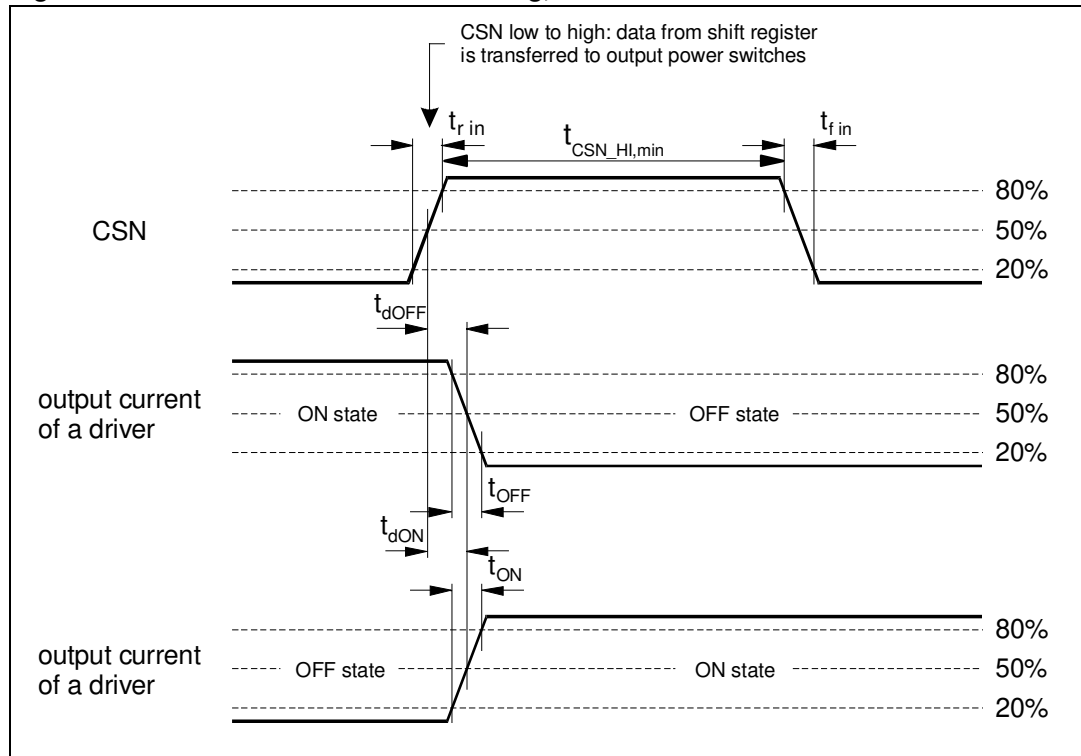 CSN low to high: data from shift register
is transferred to output power switches
t_r in
t_CSN_HI,min
t_f in
80%
CSN
50%
20%
t_dOFF
80%
output current
of a driver
ON state
OFF state
50%
20%
t_OFF
t_dON
t_ON
80%
output current
of a driver
OFF state
ON state
50%
20%